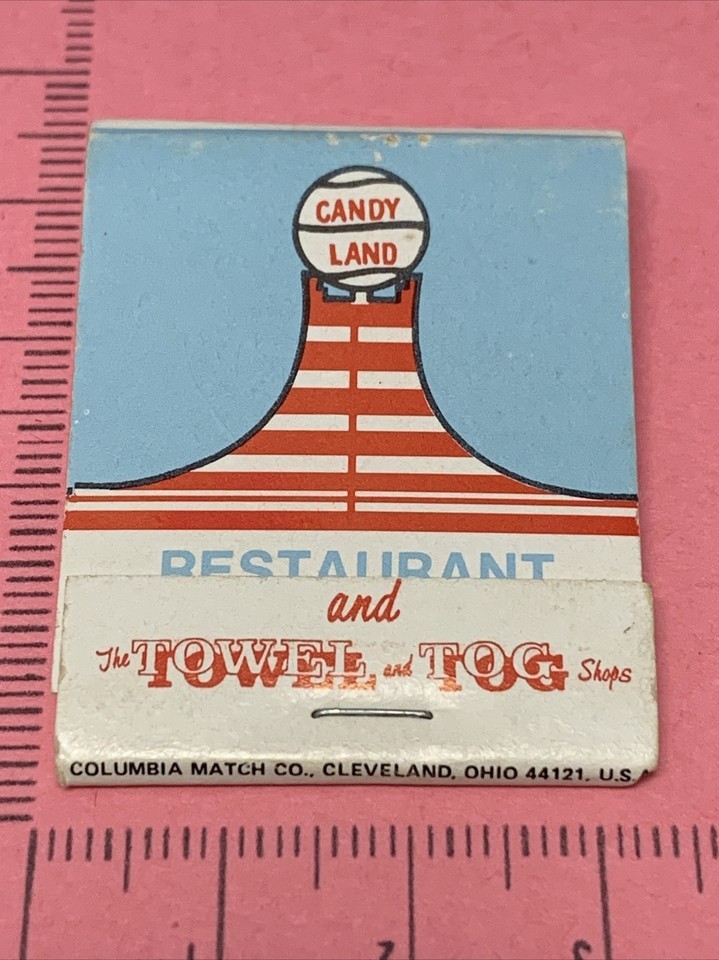 CANDY
LAND
RESTAURANT
and
The TOWEL and TOG Shops
COLUMBIA MATCH CO., CLEVELAND, OHIO 44121, U.S.A